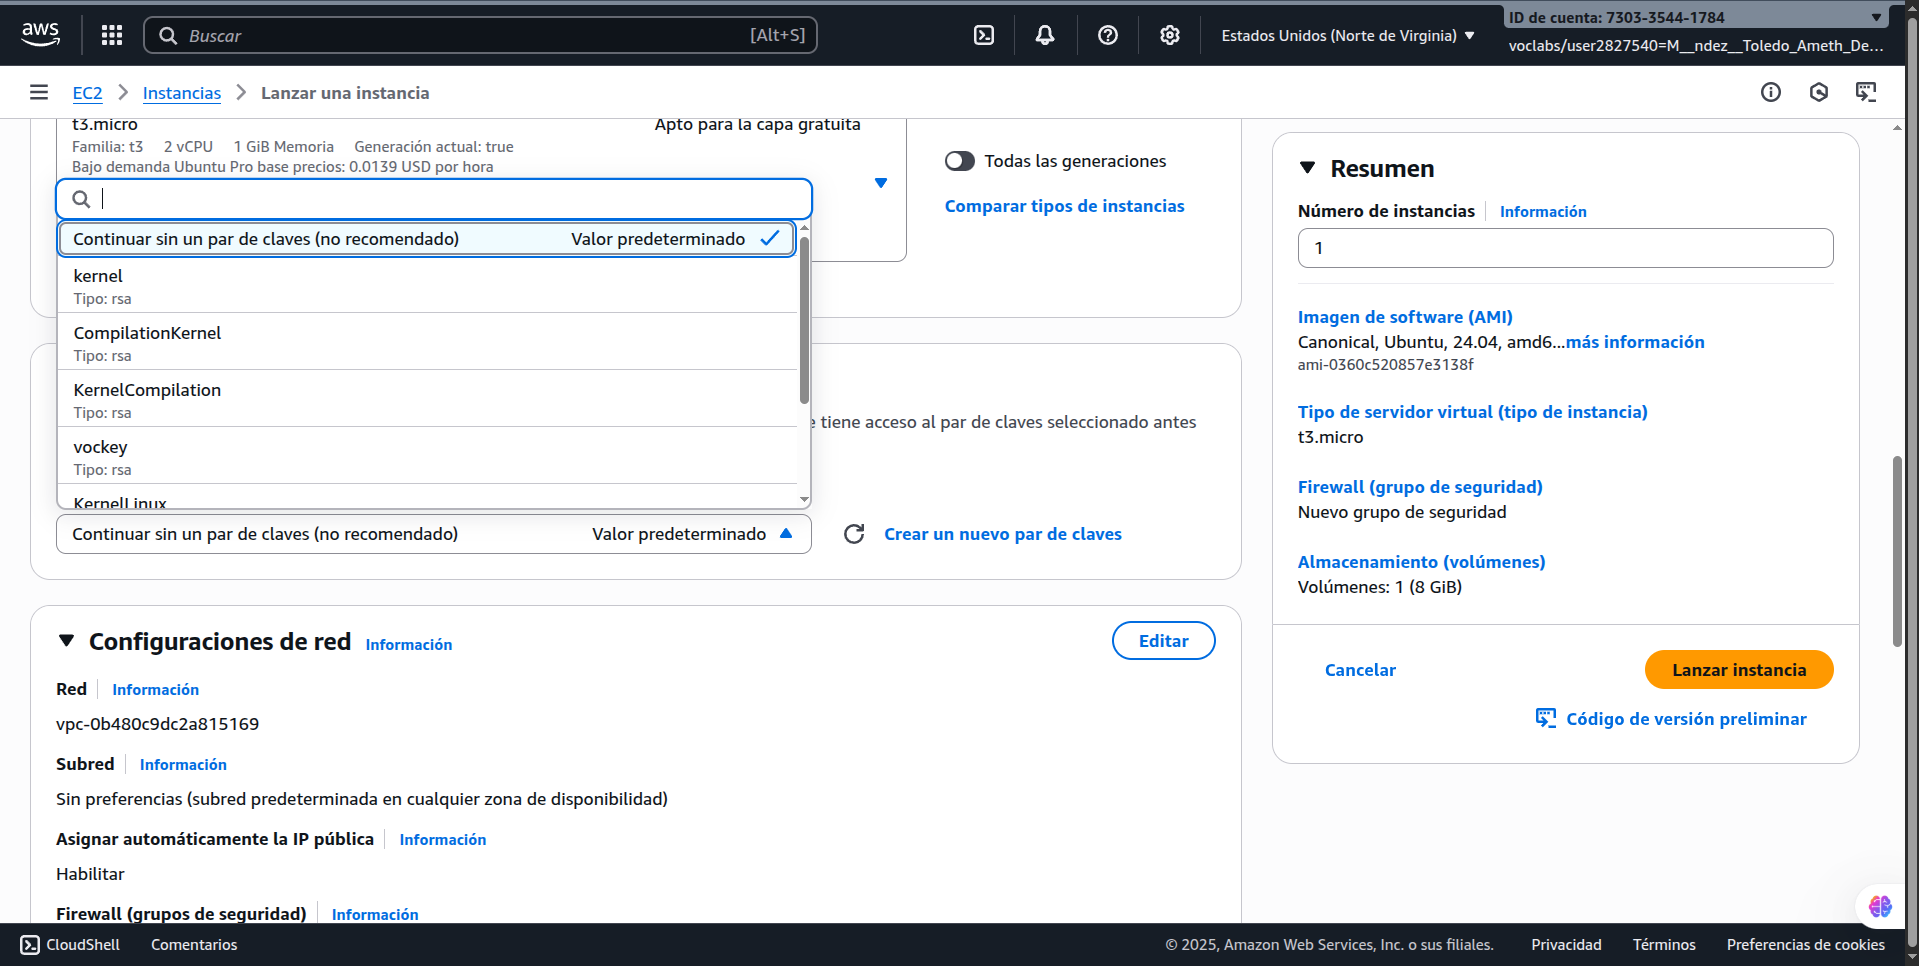 aws
Buscar
[Alt+S]
Estados Unidos (Norte de Virginia)
ID de cuenta: 7303-3544-1784
voclabs/user2827540=M__ndez__Toledo_Ameth_De...
EC2
Instancias
Lanzar una instancia
t3.micro
Apto para la capa gratuita
Familia: t3 2 vCPU 1 GiB Memoria Generación actual: true
Bajo demanda Ubuntu Pro base precios: 0.0139 USD por hora
Todas las generaciones
Comparar tipos de instancias
Continuar sin un par de claves (no recomendado) Valor predeterminado
kernel
Tipo: rsa
CompilationKernel
Tipo: rsa
KernelCompilation
Tipo: rsa
vockey
Tipo: rsa
KernelLinux
tiene acceso al par de claves seleccionado antes
Continuar sin un par de claves (no recomendado) Valor predeterminado
Crear un nuevo par de claves
Configuraciones de red Información
Editar
Red Información
vpc-0b480c9dc2a815169
Subred Información
Sin preferencias (subred predeterminada en cualquier zona de disponibilidad)
Asignar automáticamente la IP pública Información
Habilitar
Firewall (grupos de seguridad) Información
Resumen
Número de instancias Información
1
Imagen de software (AMI)
Canonical, Ubuntu, 24.04, amd6...más información
ami-0360c520857e3138f
Tipo de servidor virtual (tipo de instancia)
t3.micro
Firewall (grupo de seguridad)
Nuevo grupo de seguridad
Almacenamiento (volúmenes)
Volúmenes: 1 (8 GiB)
Cancelar
Lanzar instancia
Código de versión preliminar
CloudShell
Comentarios
© 2025, Amazon Web Services, Inc. o sus filiales.
Privacidad
Términos
Preferencias de cookies